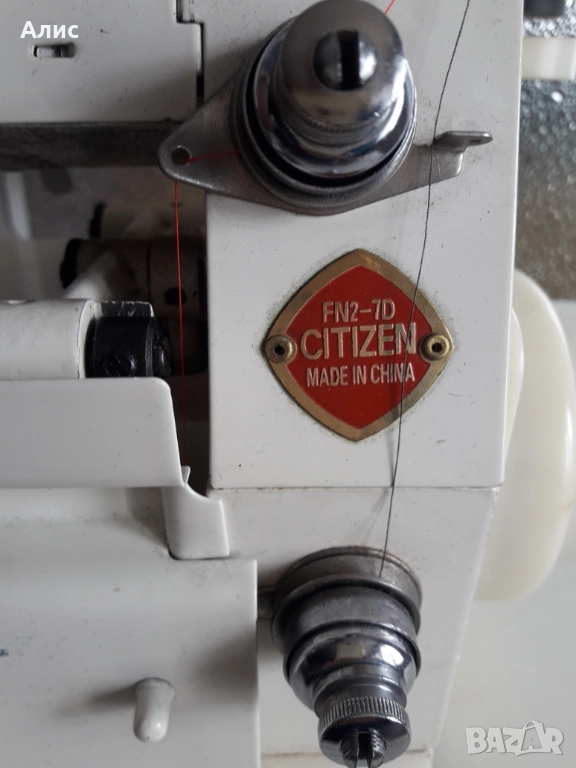 Алис
FN2-7D
CITIZEN
MADE IN CHINA
BAZAR